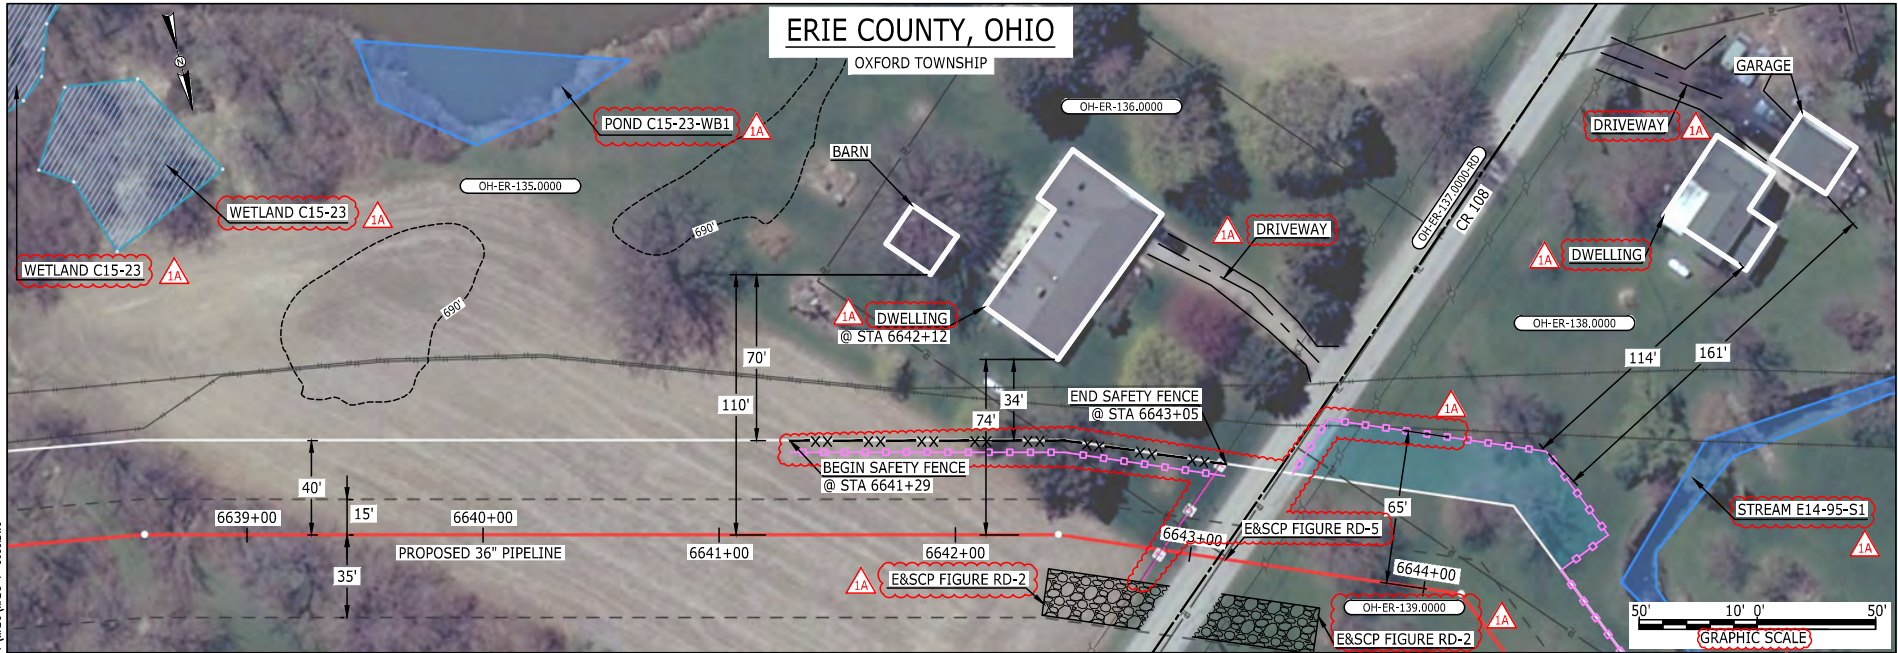 ERIE COUNTY, OHIO
OXFORD TOWNSHIP
N
GARAGE
OH-ER-136.0000
POND C15-23-WB1
1A
DRIVEWAY
1A
BARN
OH-ER-135.0000
OH-ER-137.0000-RD
CR 108
WETLAND C15-23
1A
690'
1A
DRIVEWAY
1A
DWELLING
WETLAND C15-23
1A
690'
1A
DWELLING
@ STA 6642+12
OH-ER-138.0000
70'
114'
161'
110'
34'
74'
END SAFETY FENCE
@ STA 6643+05
1A
BEGIN SAFETY FENCE
@ STA 6641+29
40'
15'
65'
STREAM E14-95-S1
1A
6639+00
6640+00
6641+00
6642+00
6643+00
6644+00
E&SCP FIGURE RD-5
PROPOSED 36" PIPELINE
35'
1A
E&SCP FIGURE RD-2
OH-ER-139.0000
1A
E&SCP FIGURE RD-2
50'
10'
0'
50'
GRAPHIC SCALE